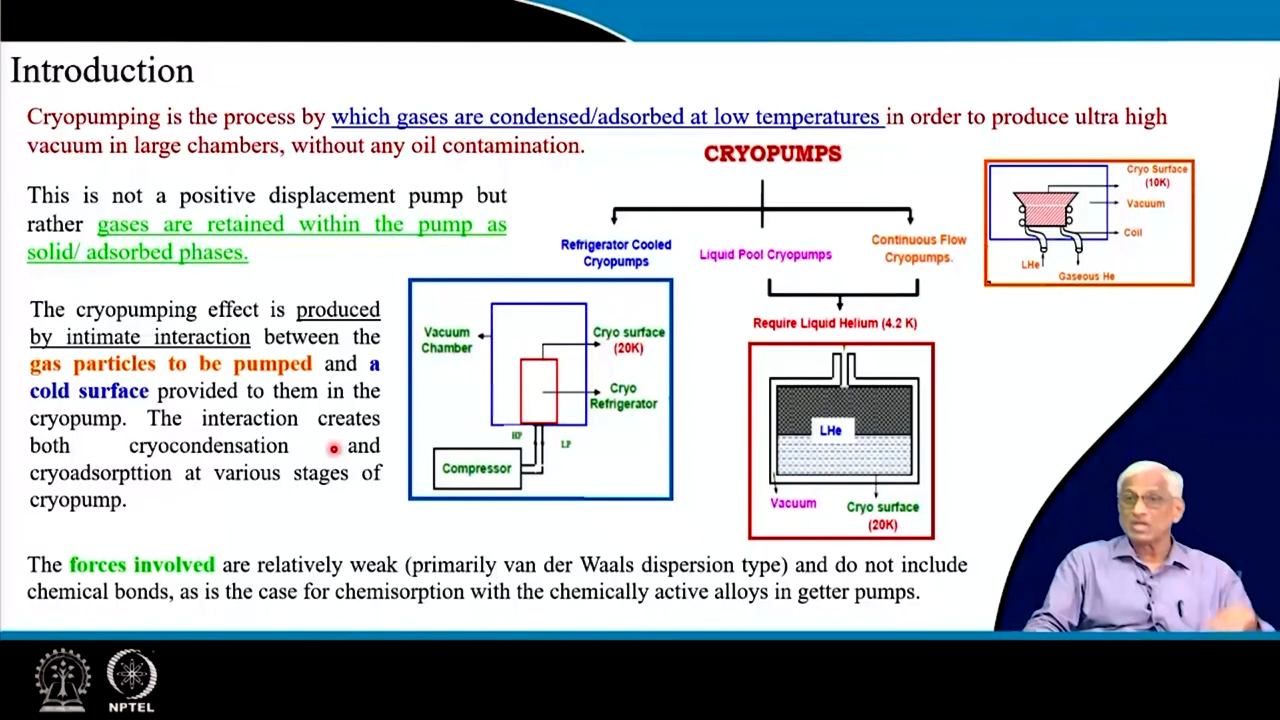 Introduction
Cryopumping is the process by which gases are condensed/adsorbed at low temperatures in order to produce ultra high
vacuum in large chambers, without any oil contamination.
This is not a positive displacement pump but
rather gases are retained within the pump as
solid/ adsorbed phases.
The cryopumping effect is produced
by intimate interaction between the
gas particles to be pumped and a
cold surface provided to them in the
cryopump. The interaction creates
both cryocondensation and
cryoadsorpttion at various stages of
cryopump.
CRYOPUMPS
Refrigerator Cooled
Cryopumps
Liquid Pool Cryopumps
Continuous Flow
Cryopumps.
Require Liquid Helium (4.2 K)
Vacuum
Chamber
Cryo surface
(20K)
Cryo
Refrigerator
HP
LP
Compressor
LHe
Vacuum
Cryo surface
(20K)
Cryo Surface
(10K)
Vacuum
Coil
LHe
Gaseous He
The forces involved are relatively weak (primarily van der Waals dispersion type) and do not include
chemical bonds, as is the case for chemisorption with the chemically active alloys in getter pumps.
NPTEL